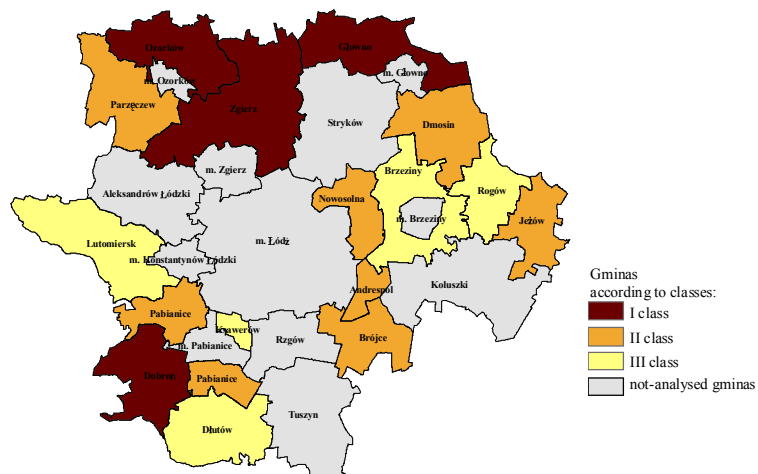 Ozorków
Głowno
m. Ozorków
m. Głowno
Parzęczew
Zgierz
Stryków
Dmosin
m. Zgierz
Brzeziny
Aleksandrów Łódzki
Nowosolna
Rogów
m. Brzeziny
Jeżów
Lutomiersk
m. Łódź
m. Konstantynów Łódzki
Andrespol
Koluszki
Pabianice
Ksawerów
m. Pabianice
Rzgów
Brójce
Dobroń
Pabianice
Tuszyn
Dłutów
Gminas
according to classes:
I class
II class
III class
not-analysed gminas